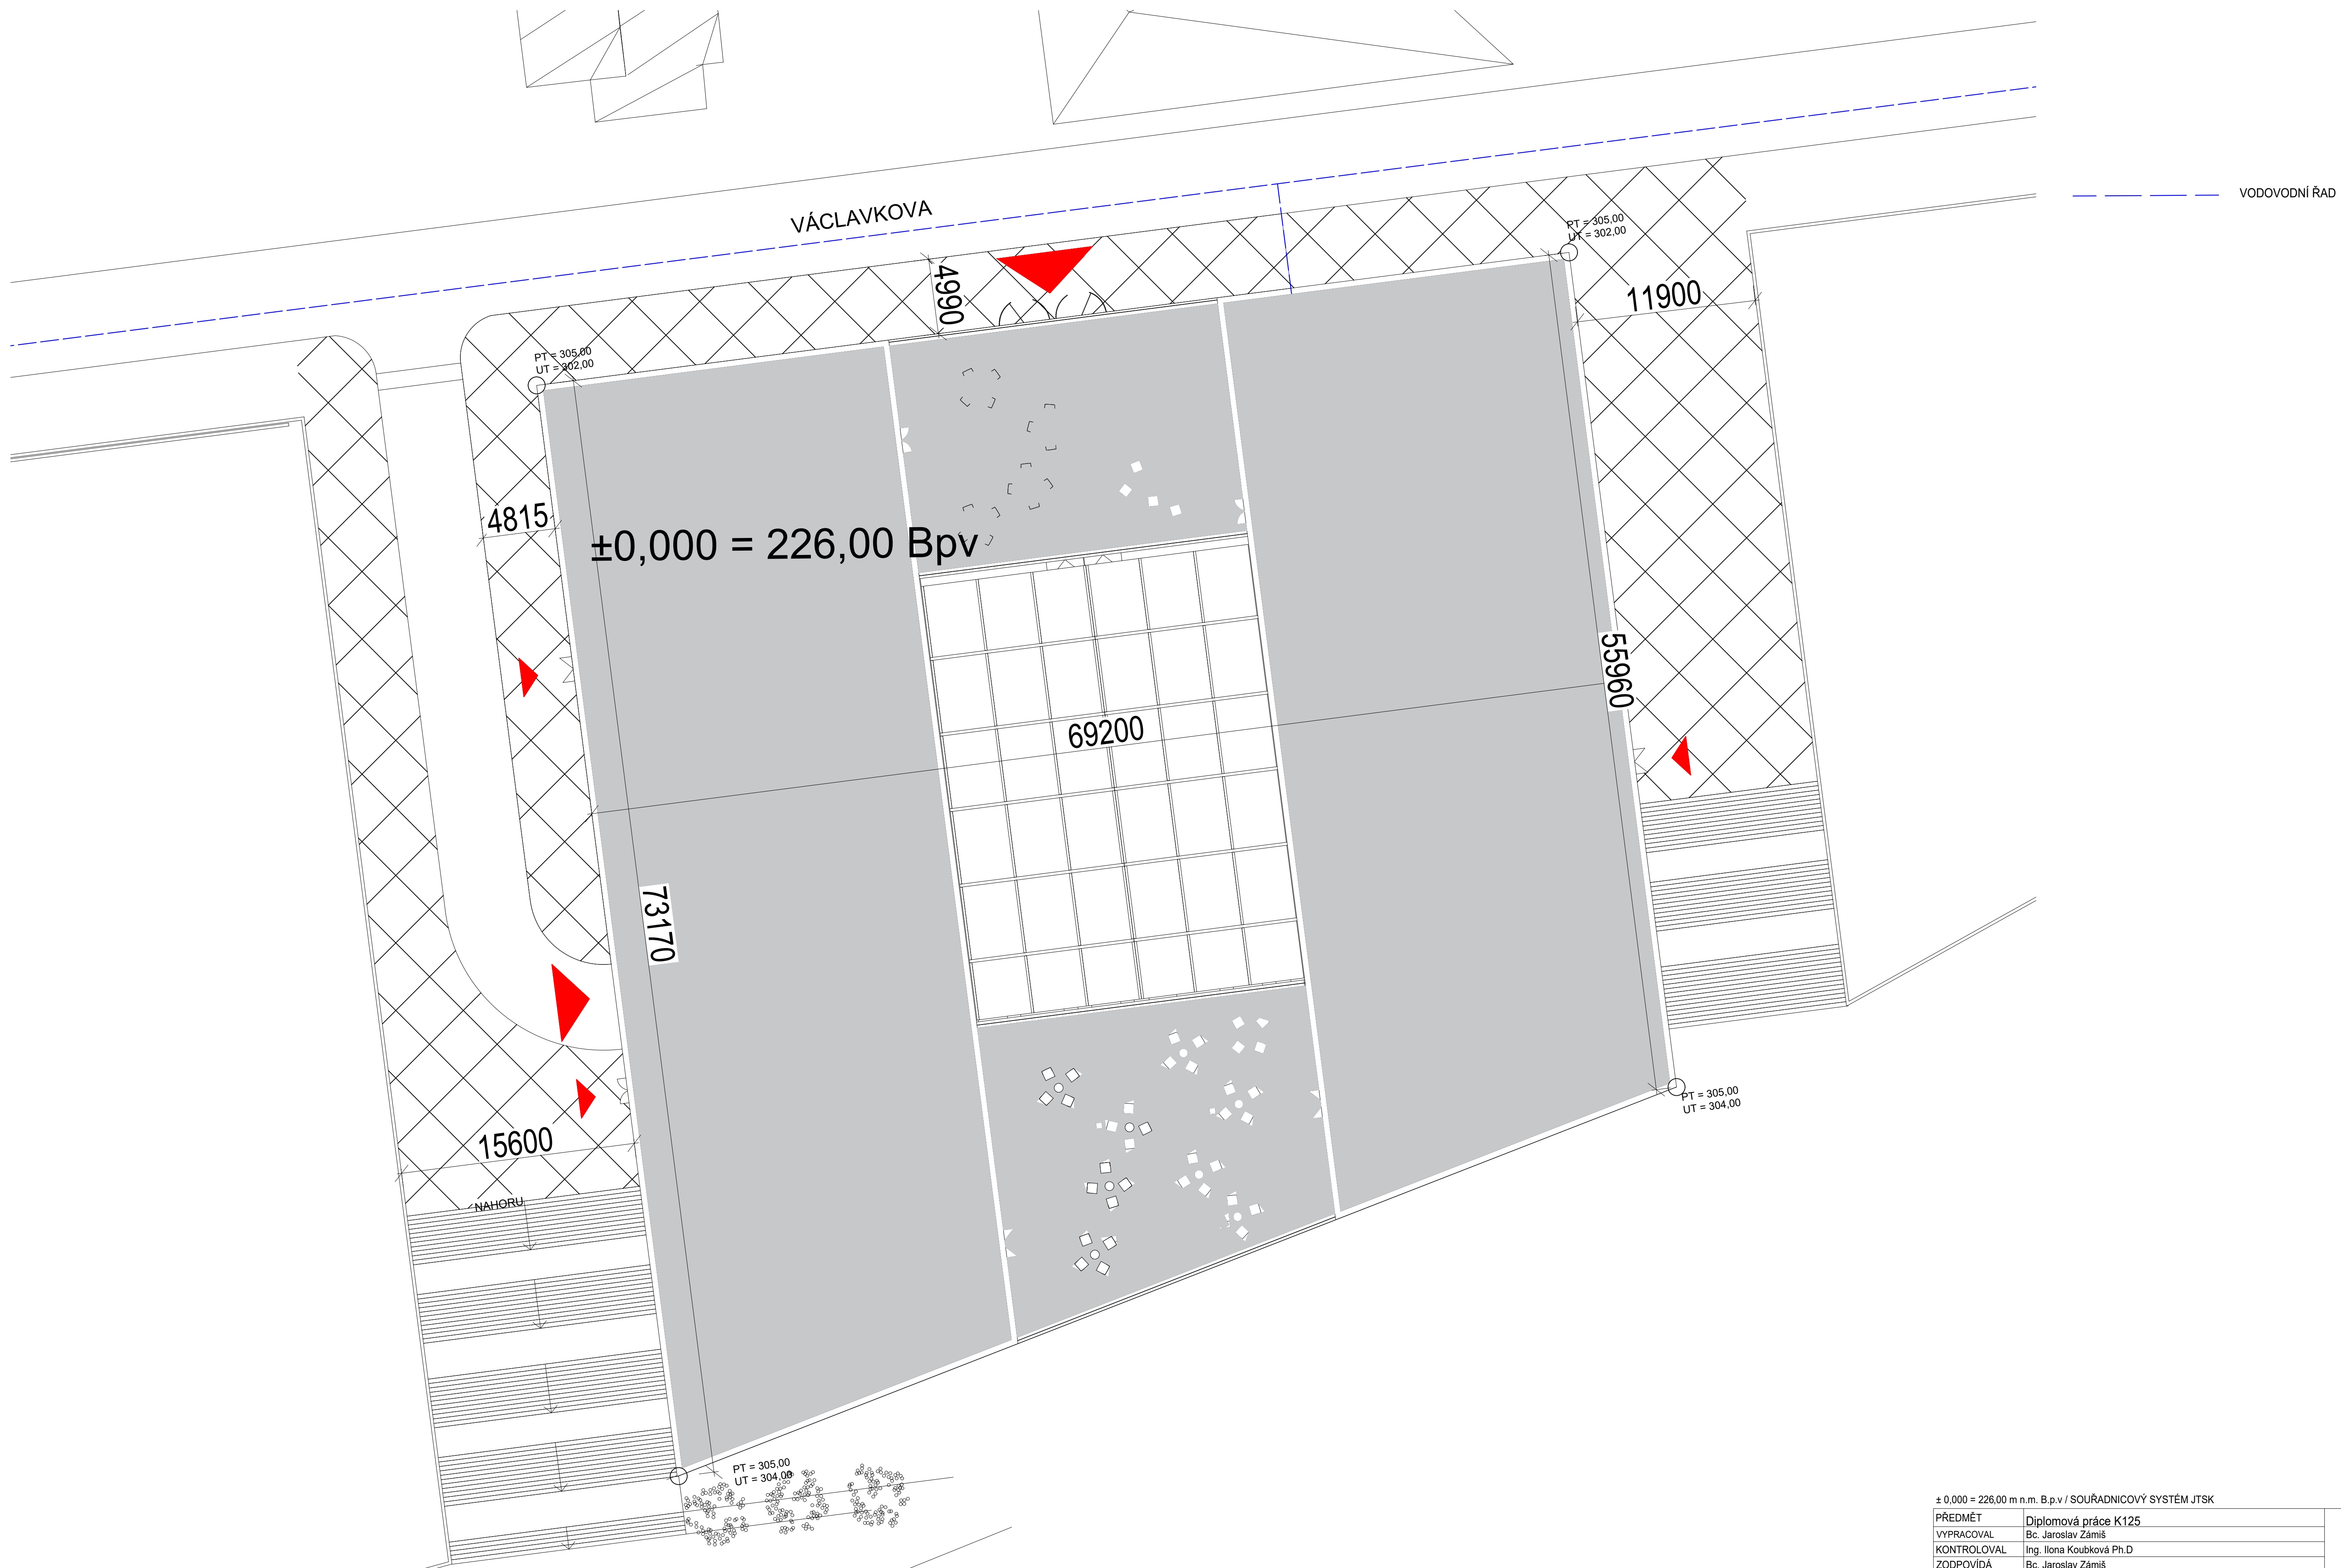 VODOVODNÍ ŘAD
VÁCLAVKOVA
PT = 305,00
UT = 302,00
4990
11900
PT = 305,00
UT = 302,00
4815
±0,000 = 226,00 Bpv
55960
69200
73170
PT = 305,00
UT = 304,00
15600
NAHORU
PT = 305,00
UT = 304,00
± 0,000 = 226,00 m n.m. B.p.v / SOUŘADNICOVÝ SYSTÉM JTSK
PŘEDMĚT Diplomová práce K125
VYPRACOVAL Bc. Jaroslav Zámiš
KONTROLOVAL Ing. Ilona Koubková Ph.D
ZODPOVÍDÁ Bc. Jaroslav Zámiš